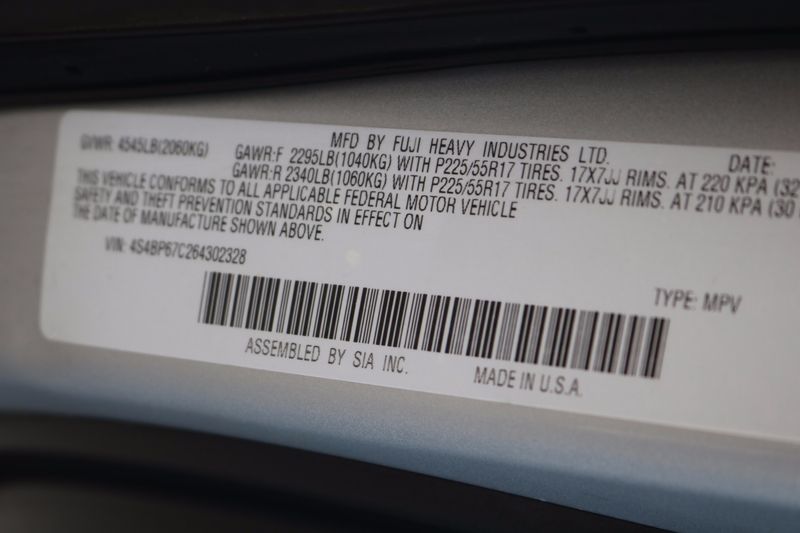 MFD BY FUJI HEAVY INDUSTRIES LTD. DATE:
GVWR: 4545LB(2060KG) GAWR:F 2295LB(1040KG) WITH P225/55R17 TIRES. 17X7JJ RIMS. AT 220 KPA (32
GAWR:R 2340LB(1060KG) WITH P225/55R17 TIRES. 17X7JJ RIMS. AT 210 KPA (30
THIS VEHICLE CONFORMS TO ALL APPLICABLE FEDERAL MOTOR VEHICLE
SAFETY AND THEFT PREVENTION STANDARDS IN EFFECT ON
THE DATE OF MANUFACTURE SHOWN ABOVE.
VIN: 4S4BP67C264302328
TYPE: MPV
ASSEMBLED BY SIA INC.
MADE IN U.S.A.